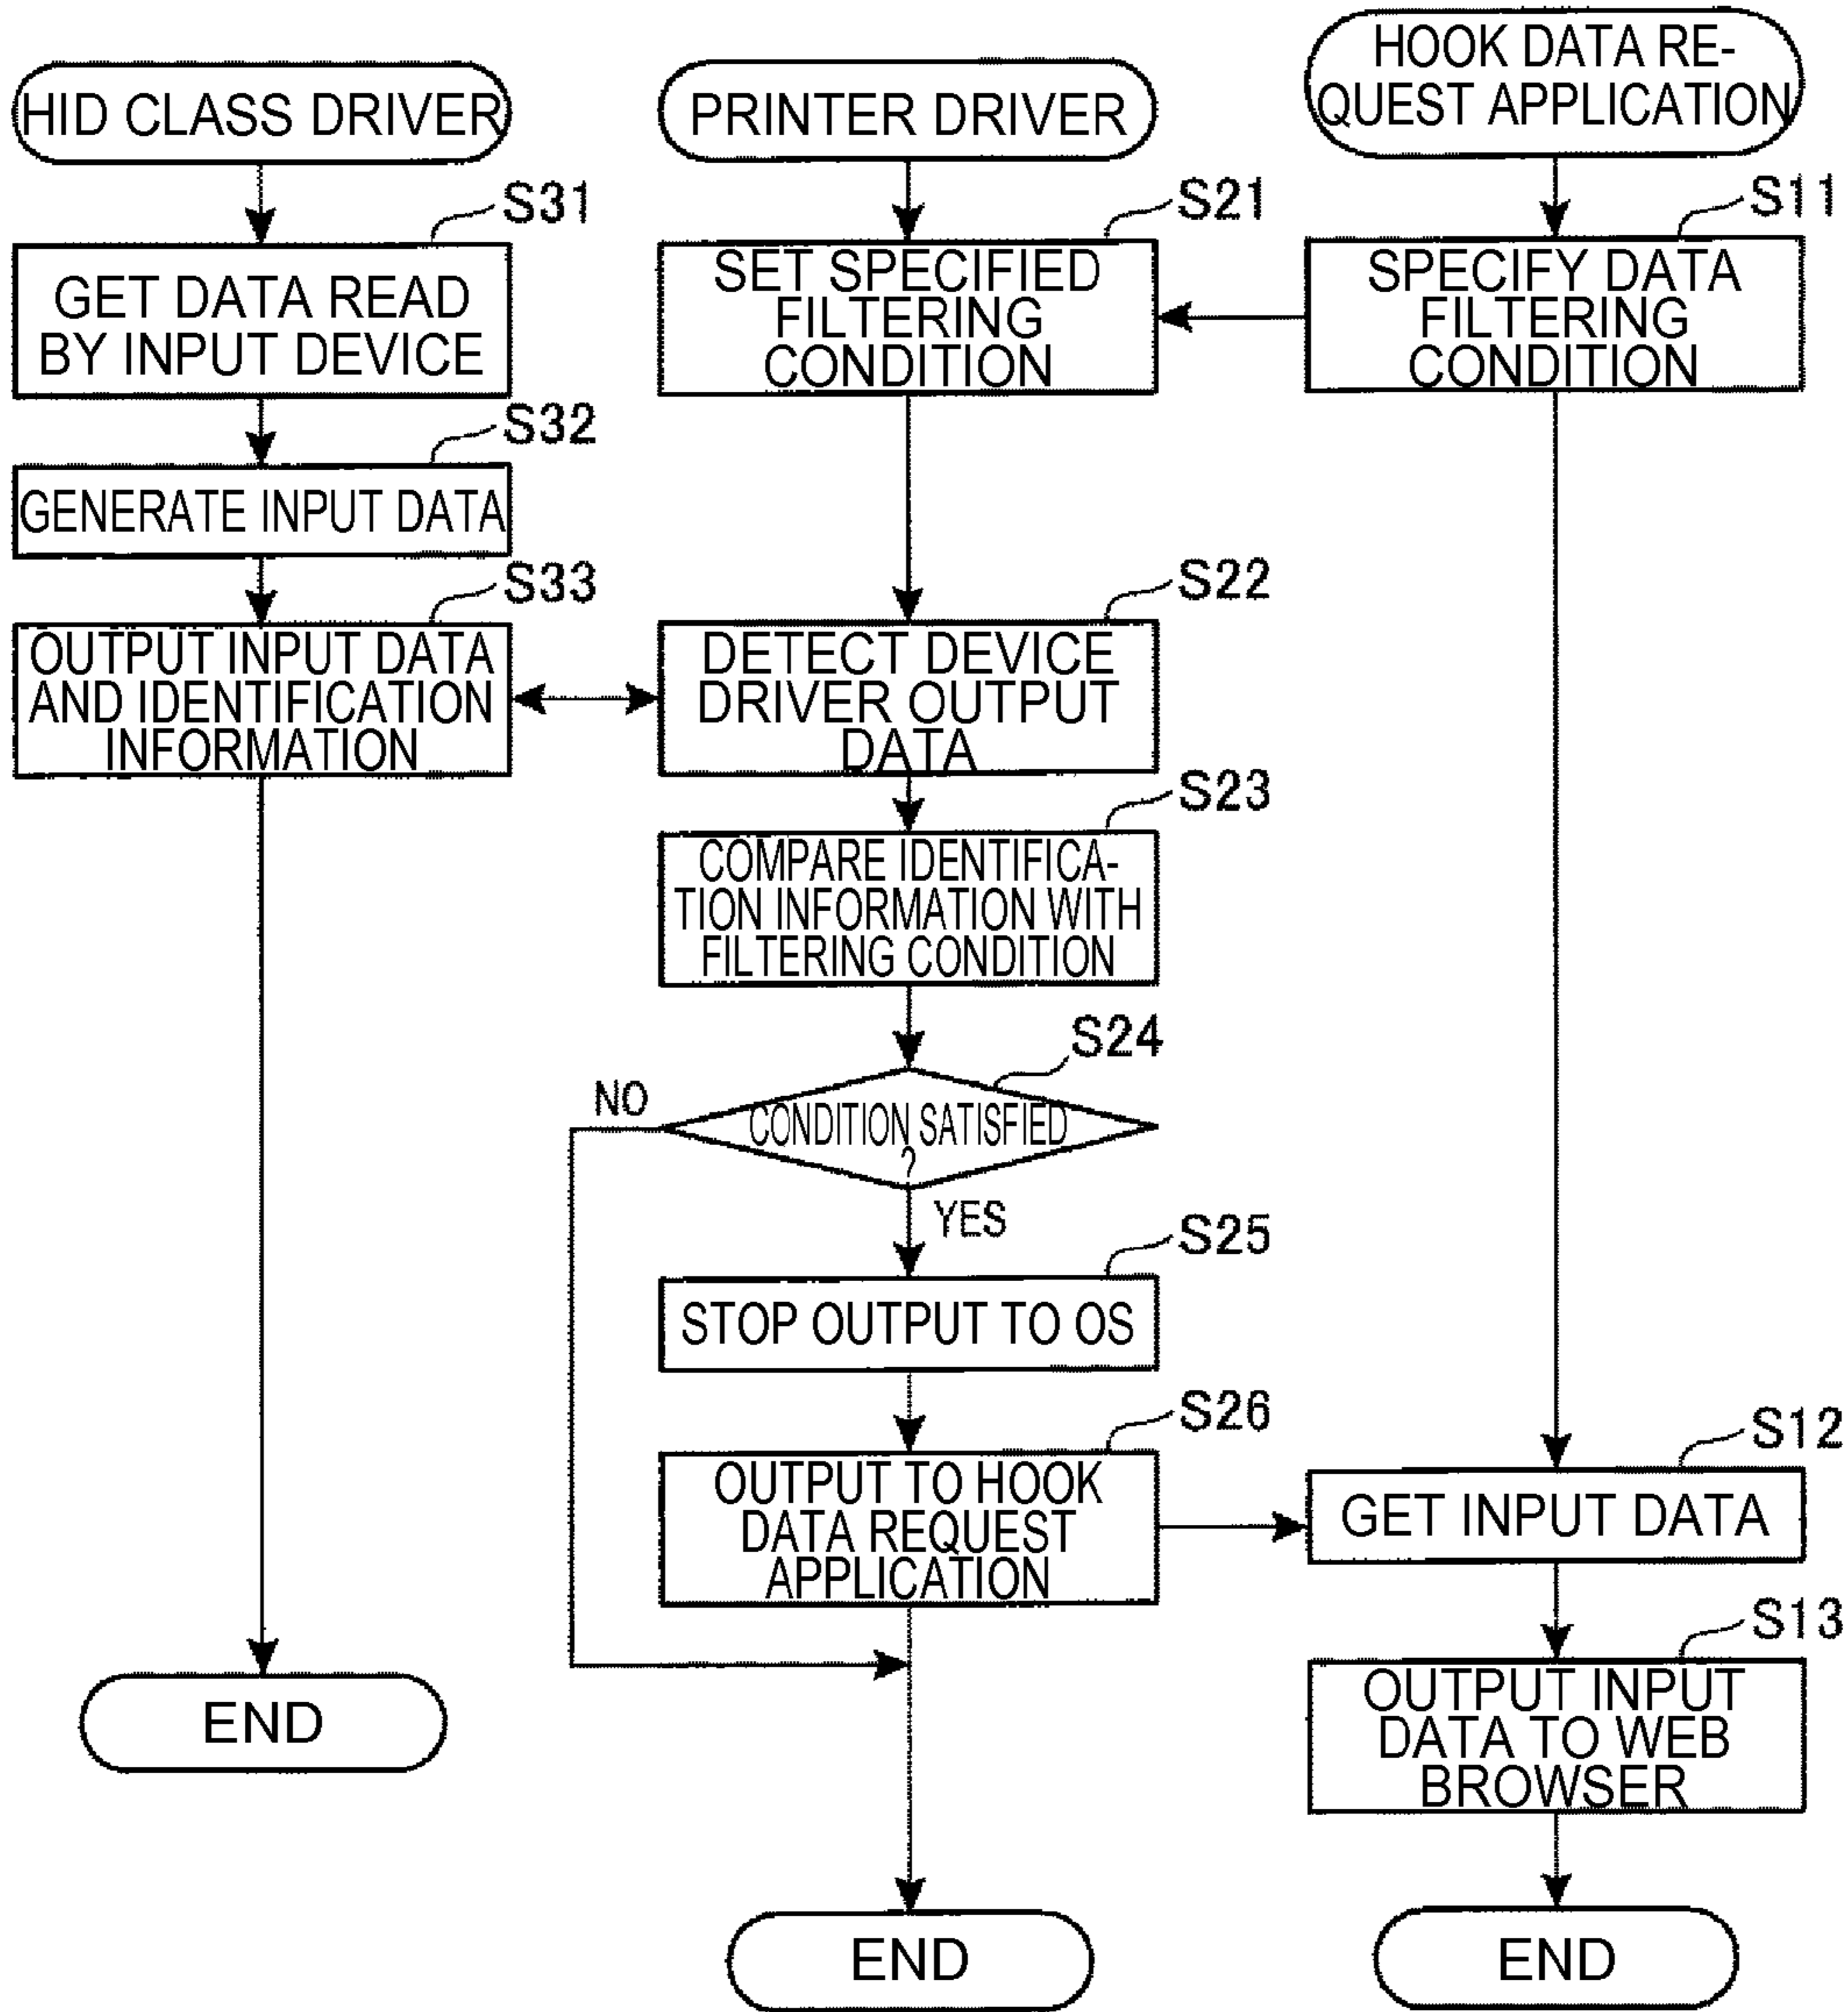 HID CLASS DRIVER
S31
GET DATA READ
BY INPUT DEVICE
S32
GENERATE INPUT DATA
S33
OUTPUT INPUT DATA
AND IDENTIFICATION
INFORMATION
END
PRINTER DRIVER
S21
SET SPECIFIED
FILTERING
CONDITION
S22
DETECT DEVICE
DRIVER OUTPUT
DATA
S23
COMPARE IDENTIFICA-
TION INFORMATION WITH
FILTERING CONDITION
S24
CONDITION SATISFIED
?
NO
YES
S25
STOP OUTPUT TO OS
S26
OUTPUT TO HOOK
DATA REQUEST
APPLICATION
END
HOOK DATA RE-
QUEST APPLICATION
S11
SPECIFY DATA
FILTERING
CONDITION
S12
GET INPUT DATA
S13
OUTPUT INPUT
DATA TO WEB
BROWSER
END